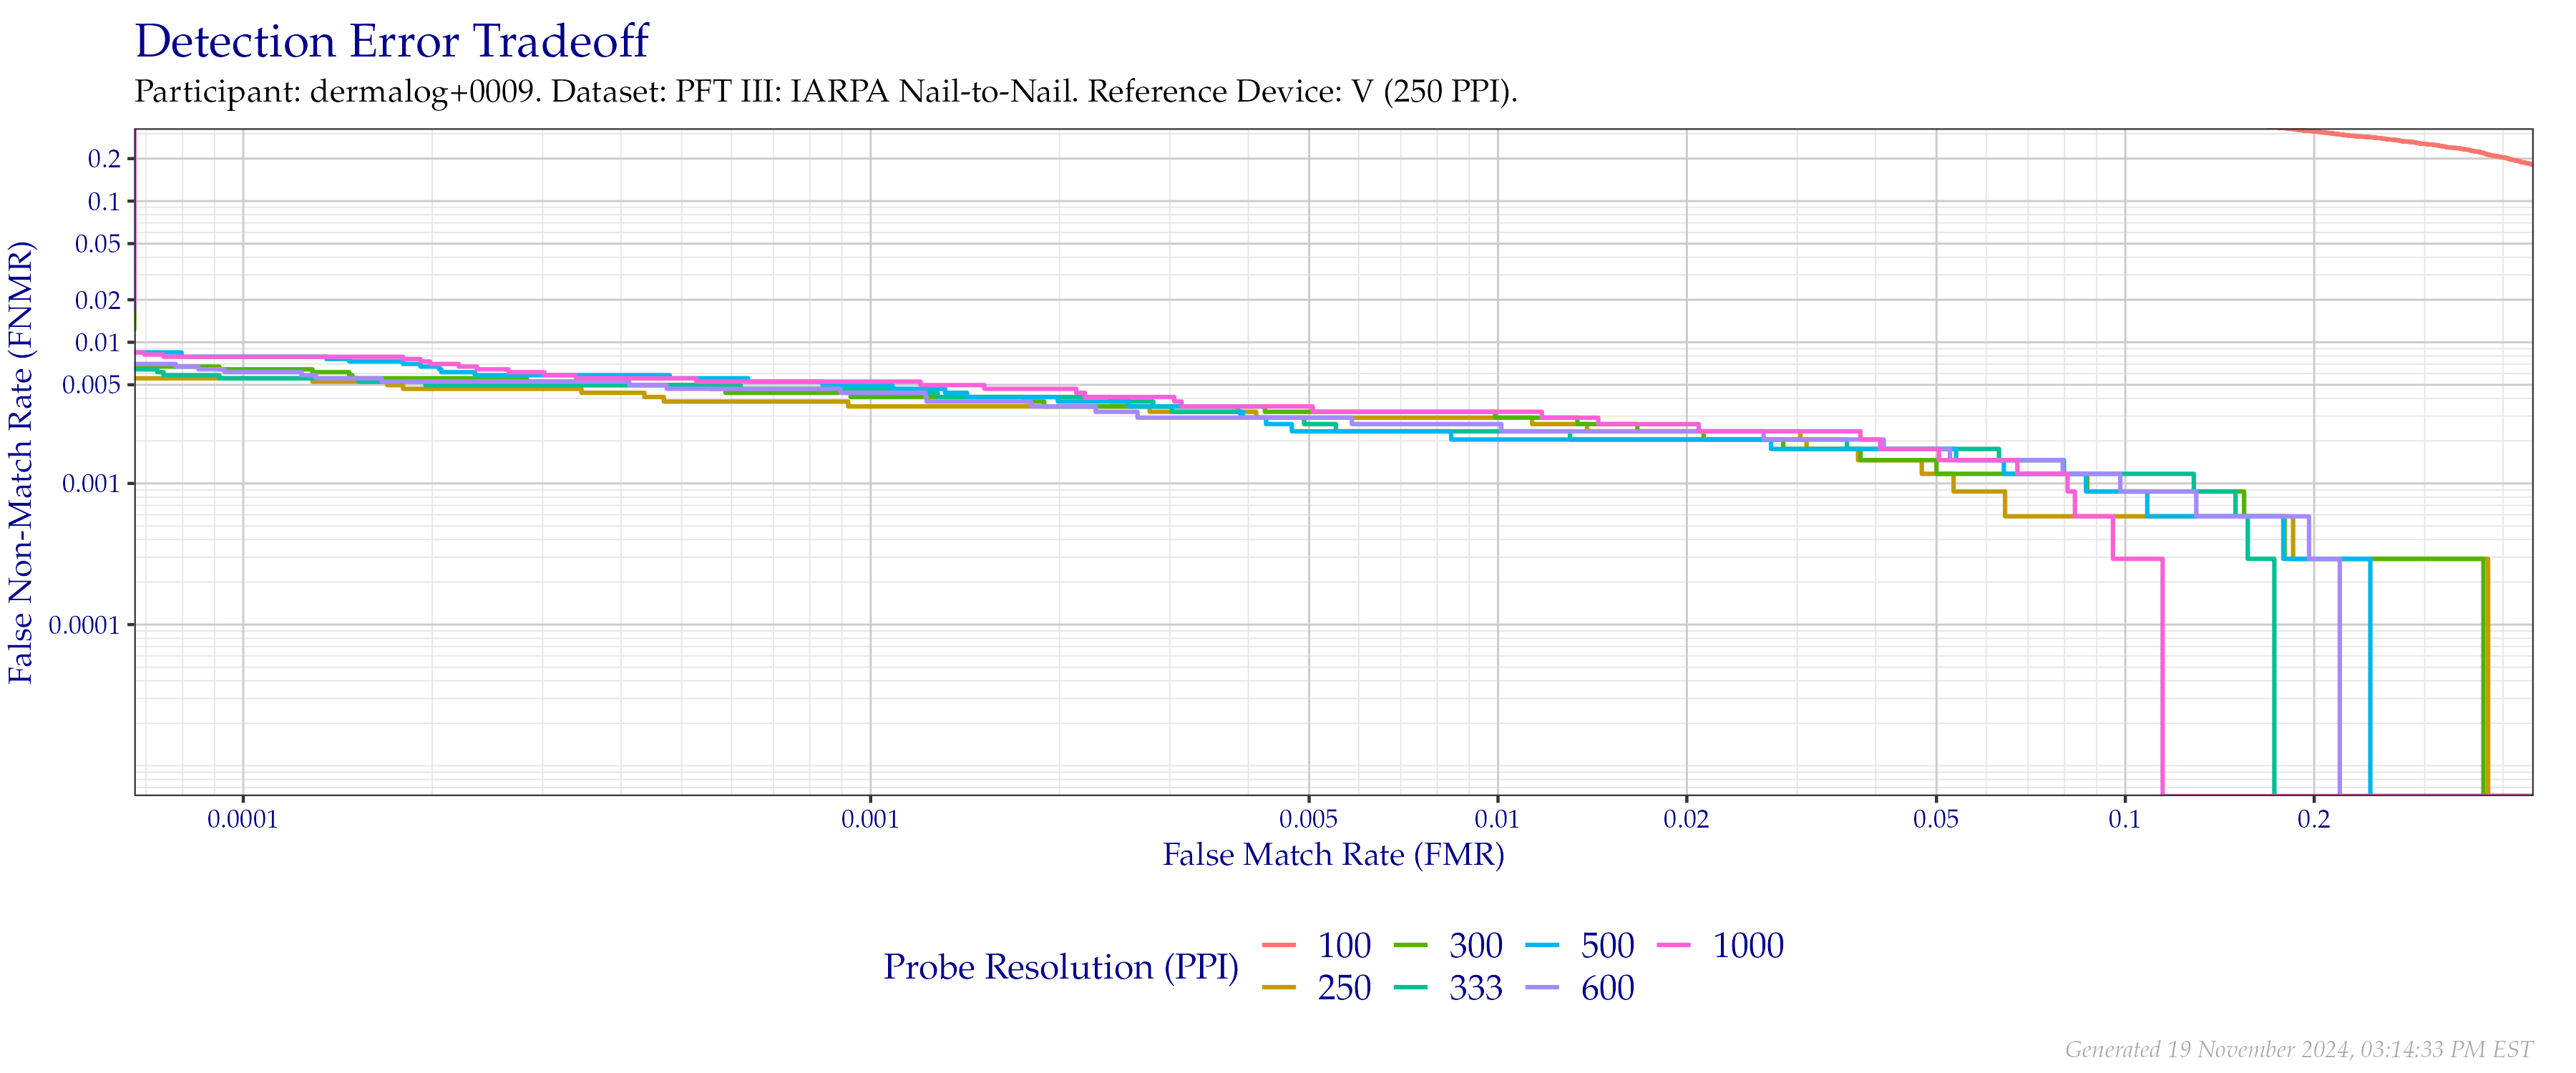 Detection Error Tradeoff
Participant: dermalog+0009. Dataset: PFT III: IARPA Nail-to-Nail. Reference Device: V (250 PPI).
False Non-Match Rate (FNMR)
0.2
0.1
0.05
0.02
0.01
0.005
0.001
0.0001
0.0001 0.001 0.005 0.01 0.02 0.05 0.1 0.2
False Match Rate (FMR)
Probe Resolution (PPI)
100 300 500 1000
250 333 600
Generated 19 November 2024, 03:14:33 PM EST